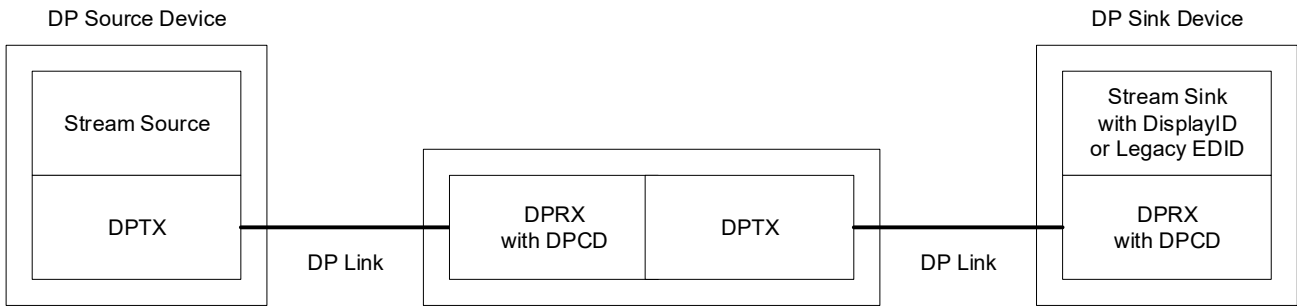 DP Source Device
DP Sink Device
Stream Source
DPTX
DP Link
DPRX
with DPCD
DPTX
DP Link
Stream Sink
with DisplayID
or Legacy EDID
DPRX
with DPCD